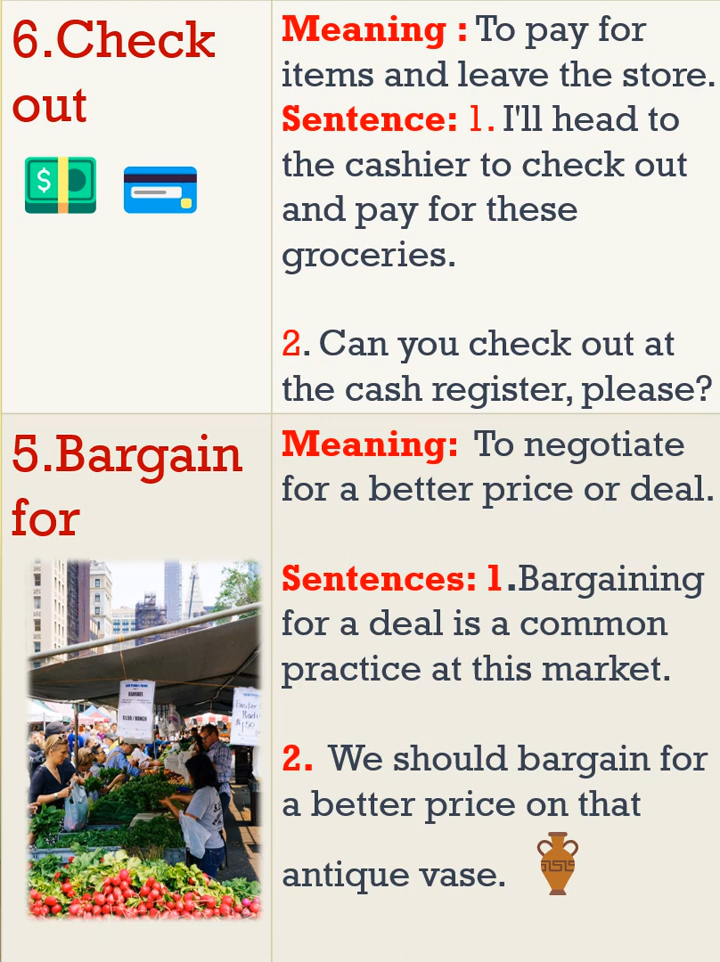 6.Check
out
Meaning : To pay for
items and leave the store.
Sentence: 1. I'll head to
the cashier to check out
and pay for these
groceries.
2. Can you check out at
the cash register, please?
5.Bargain
for
Meaning: To negotiate
for a better price or deal.
Sentences: 1.Bargaining
for a deal is a common
practice at this market.
2. We should bargain for
a better price on that
antique vase.